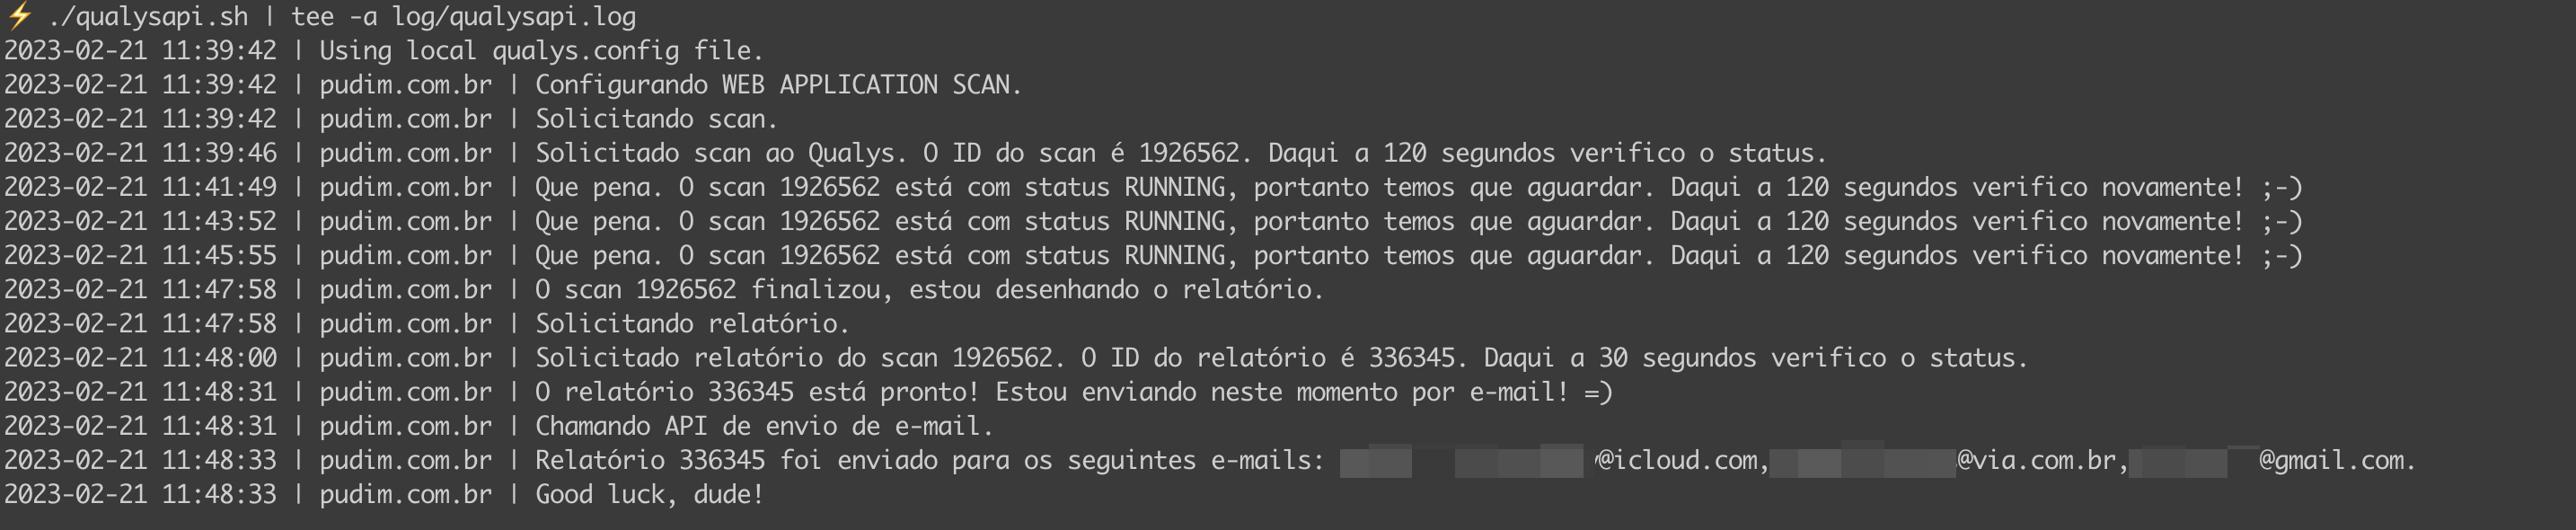 ⚡ ./qualysapi.sh | tee -a log/qualysapi.log
2023-02-21 11:39:42 | Using local qualys.config file.
2023-02-21 11:39:42 | pudim.com.br | Configurando WEB APPLICATION SCAN.
2023-02-21 11:39:42 | pudim.com.br | Solicitando scan.
2023-02-21 11:39:46 | pudim.com.br | Solicitado scan ao Qualys. O ID do scan é 1926562. Daqui a 120 segundos verifico o status.
2023-02-21 11:41:49 | pudim.com.br | Que pena. O scan 1926562 está com status RUNNING, portanto temos que aguardar. Daqui a 120 segundos verifico novamente! ;-)
2023-02-21 11:43:52 | pudim.com.br | Que pena. O scan 1926562 está com status RUNNING, portanto temos que aguardar. Daqui a 120 segundos verifico novamente! ;-)
2023-02-21 11:45:55 | pudim.com.br | Que pena. O scan 1926562 está com status RUNNING, portanto temos que aguardar. Daqui a 120 segundos verifico novamente! ;-)
2023-02-21 11:47:58 | pudim.com.br | O scan 1926562 finalizou, estou desenhando o relatório.
2023-02-21 11:47:58 | pudim.com.br | Solicitando relatório.
2023-02-21 11:48:00 | pudim.com.br | Solicitado relatório do scan 1926562. O ID do relatório é 336345. Daqui a 30 segundos verifico o status.
2023-02-21 11:48:31 | pudim.com.br | O relatório 336345 está pronto! Estou enviando neste momento por e-mail! =)
2023-02-21 11:48:31 | pudim.com.br | Chamando API de envio de e-mail.
2023-02-21 11:48:33 | pudim.com.br | Relatório 336345 foi enviado para os seguintes e-mails: @icloud.com, @via.com.br, @gmail.com.
2023-02-21 11:48:33 | pudim.com.br | Good luck, dude!